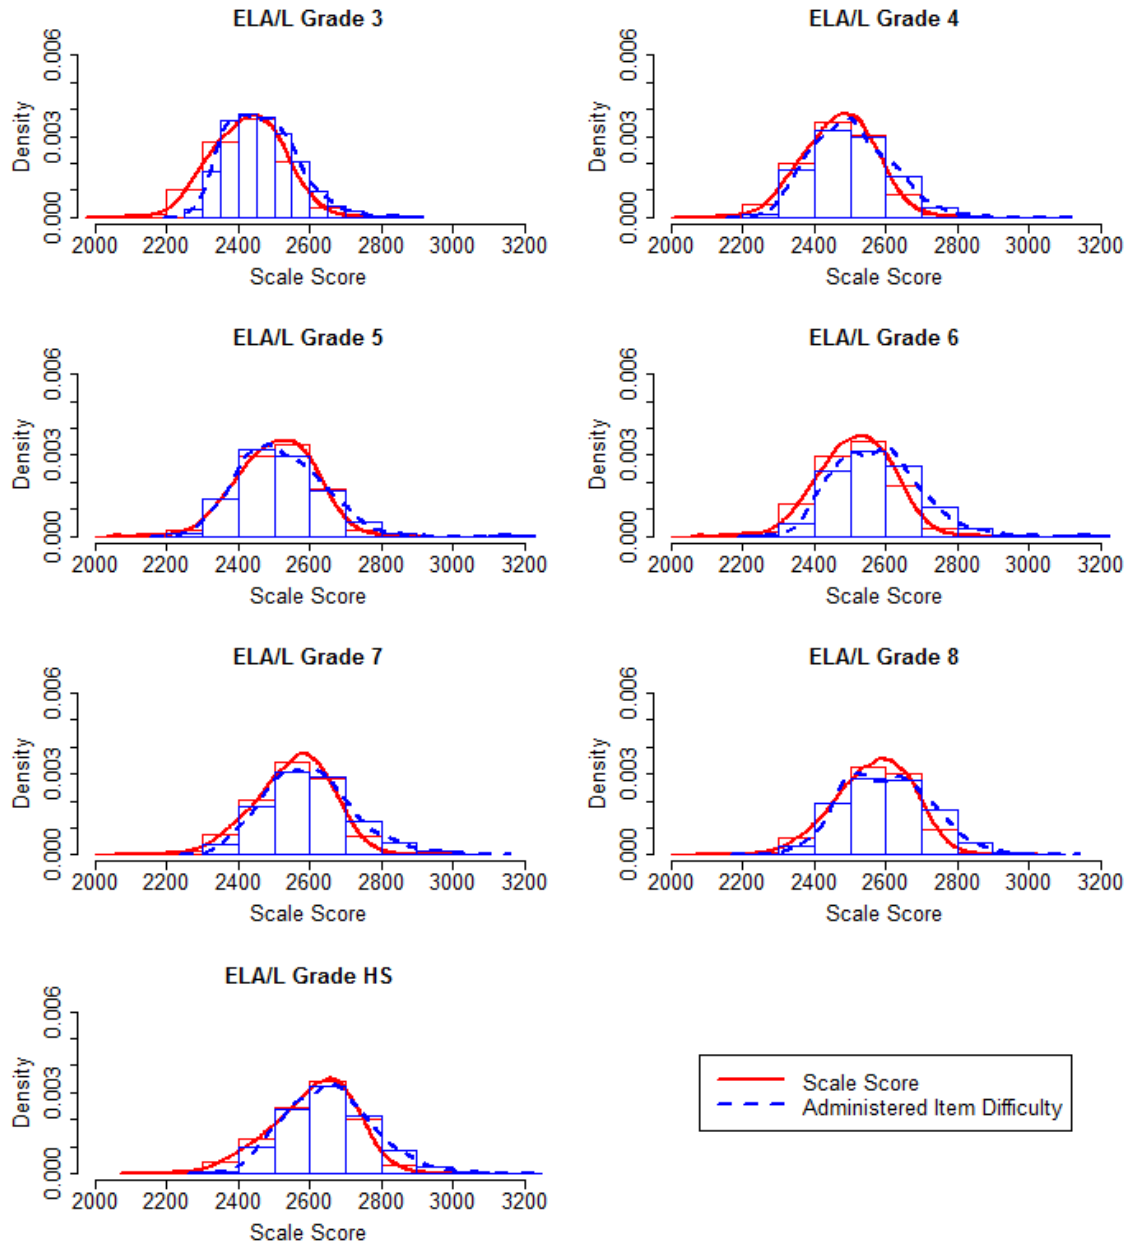 ELA/L Grade 3
Density
0.000 0.003 0.006
2000 2200 2400 2600 2800 3000 3200
Scale Score
ELA/L Grade 4
Density
0.000 0.003 0.006
2000 2200 2400 2600 2800 3000 3200
Scale Score
ELA/L Grade 5
Density
0.000 0.003 0.006
2000 2200 2400 2600 2800 3000 3200
Scale Score
ELA/L Grade 6
Density
0.000 0.003 0.006
2000 2200 2400 2600 2800 3000 3200
Scale Score
ELA/L Grade 7
Density
0.000 0.003 0.006
2000 2200 2400 2600 2800 3000 3200
Scale Score
ELA/L Grade 8
Density
0.000 0.003 0.006
2000 2200 2400 2600 2800 3000 3200
Scale Score
ELA/L Grade HS
Density
0.000 0.003 0.006
2000 2200 2400 2600 2800 3000 3200
Scale Score
Scale Score
Administered Item Difficulty